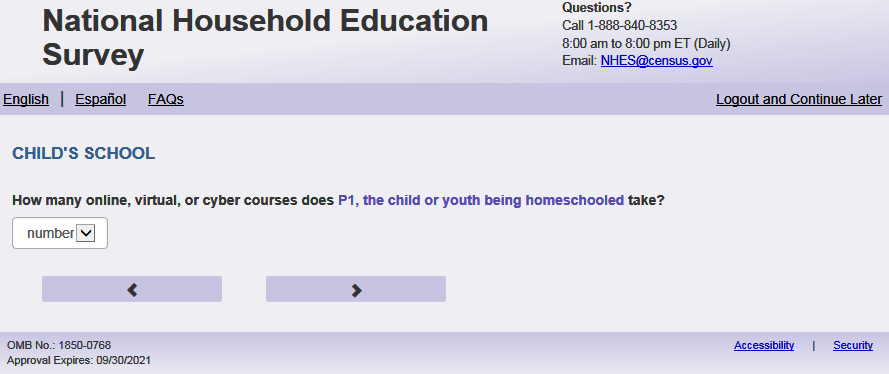 National Household Education
Survey
Questions?
Call 1-888-840-8353
8:00 am to 8:00 pm ET (Daily)
Email: NHES@census.gov
English | Español FAQs
Logout and Continue Later
CHILD'S SCHOOL
How many online, virtual, or cyber courses does P1, the child or youth being homeschooled take?
number
OMB No.: 1850-0768
Approval Expires: 09/30/2021
Accessibility | Security